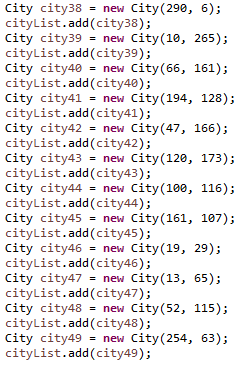 City city38 = new City(290, 6);
cityList.add(city38);
City city39 = new City(10, 265);
cityList.add(city39);
City city40 = new City(66, 161);
cityList.add(city40);
City city41 = new City(194, 128);
cityList.add(city41);
City city42 = new City(47, 166);
cityList.add(city42);
City city43 = new City(120, 173);
cityList.add(city43);
City city44 = new City(100, 116);
cityList.add(city44);
City city45 = new City(161, 107);
cityList.add(city45);
City city46 = new City(19, 29);
cityList.add(city46);
City city47 = new City(13, 65);
cityList.add(city47);
City city48 = new City(52, 115);
cityList.add(city48);
City city49 = new City(254, 63);
cityList.add(city49);